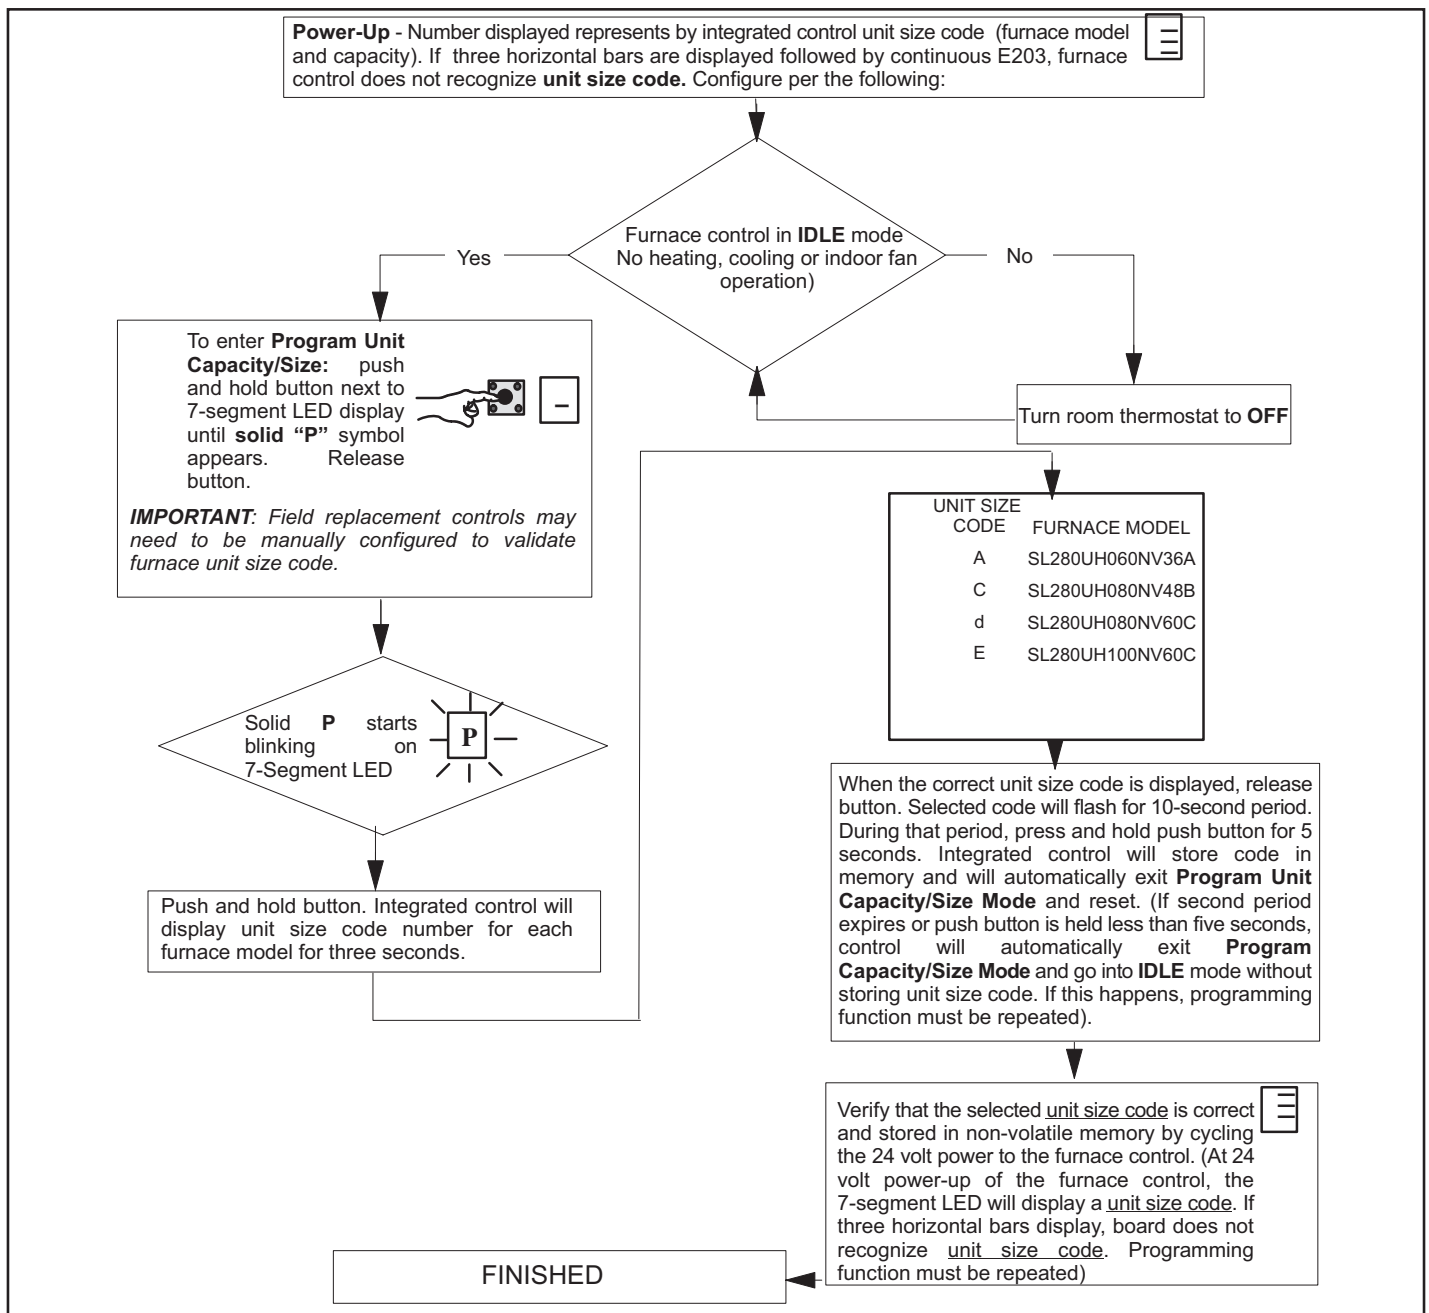 Power-Up - Number displayed represents by integrated control unit size code (furnace model
and capacity). If three horizontal bars are displayed followed by continuous E203, furnace
control does not recognize unit size code. Configure per the following:
Furnace control in IDLE mode
No heating, cooling or indoor fan
operation)
Yes
No
To enter Program Unit
Capacity/Size: push
and hold button next to
7-segment LED display
until solid “P” symbol
appears. Release
button.
IMPORTANT: Field replacement controls may
need to be manually configured to validate
furnace unit size code.
Turn room thermostat to OFF
Solid P starts
blinking on
7-Segment LED
P
Push and hold button. Integrated control will
display unit size code number for each
furnace model for three seconds.
UNIT SIZE
CODE FURNACE MODEL
A SL280UH060NV36A
C SL280UH080NV48B
d SL280UH080NV60C
E SL280UH100NV60C
When the correct unit size code is displayed, release
button. Selected code will flash for 10-second period.
During that period, press and hold push button for 5
seconds. Integrated control will store code in
memory and will automatically exit Program Unit
Capacity/Size Mode and reset. (If second period
expires or push button is held less than five seconds,
control will automatically exit Program
Capacity/Size Mode and go into IDLE mode without
storing unit size code. If this happens, programming
function must be repeated).
Verify that the selected unit size code is correct
and stored in non-volatile memory by cycling
the 24 volt power to the furnace control. (At 24
volt power-up of the furnace control, the
7-segment LED will display a unit size code. If
three horizontal bars display, board does not
recognize unit size code. Programming
function must be repeated)
FINISHED